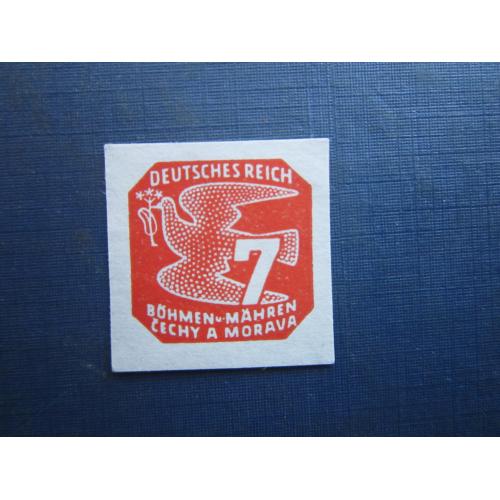 DEUTSCHES REICH
7
BÖHMEN u. MÄHREN
ČECHY A MORAVA